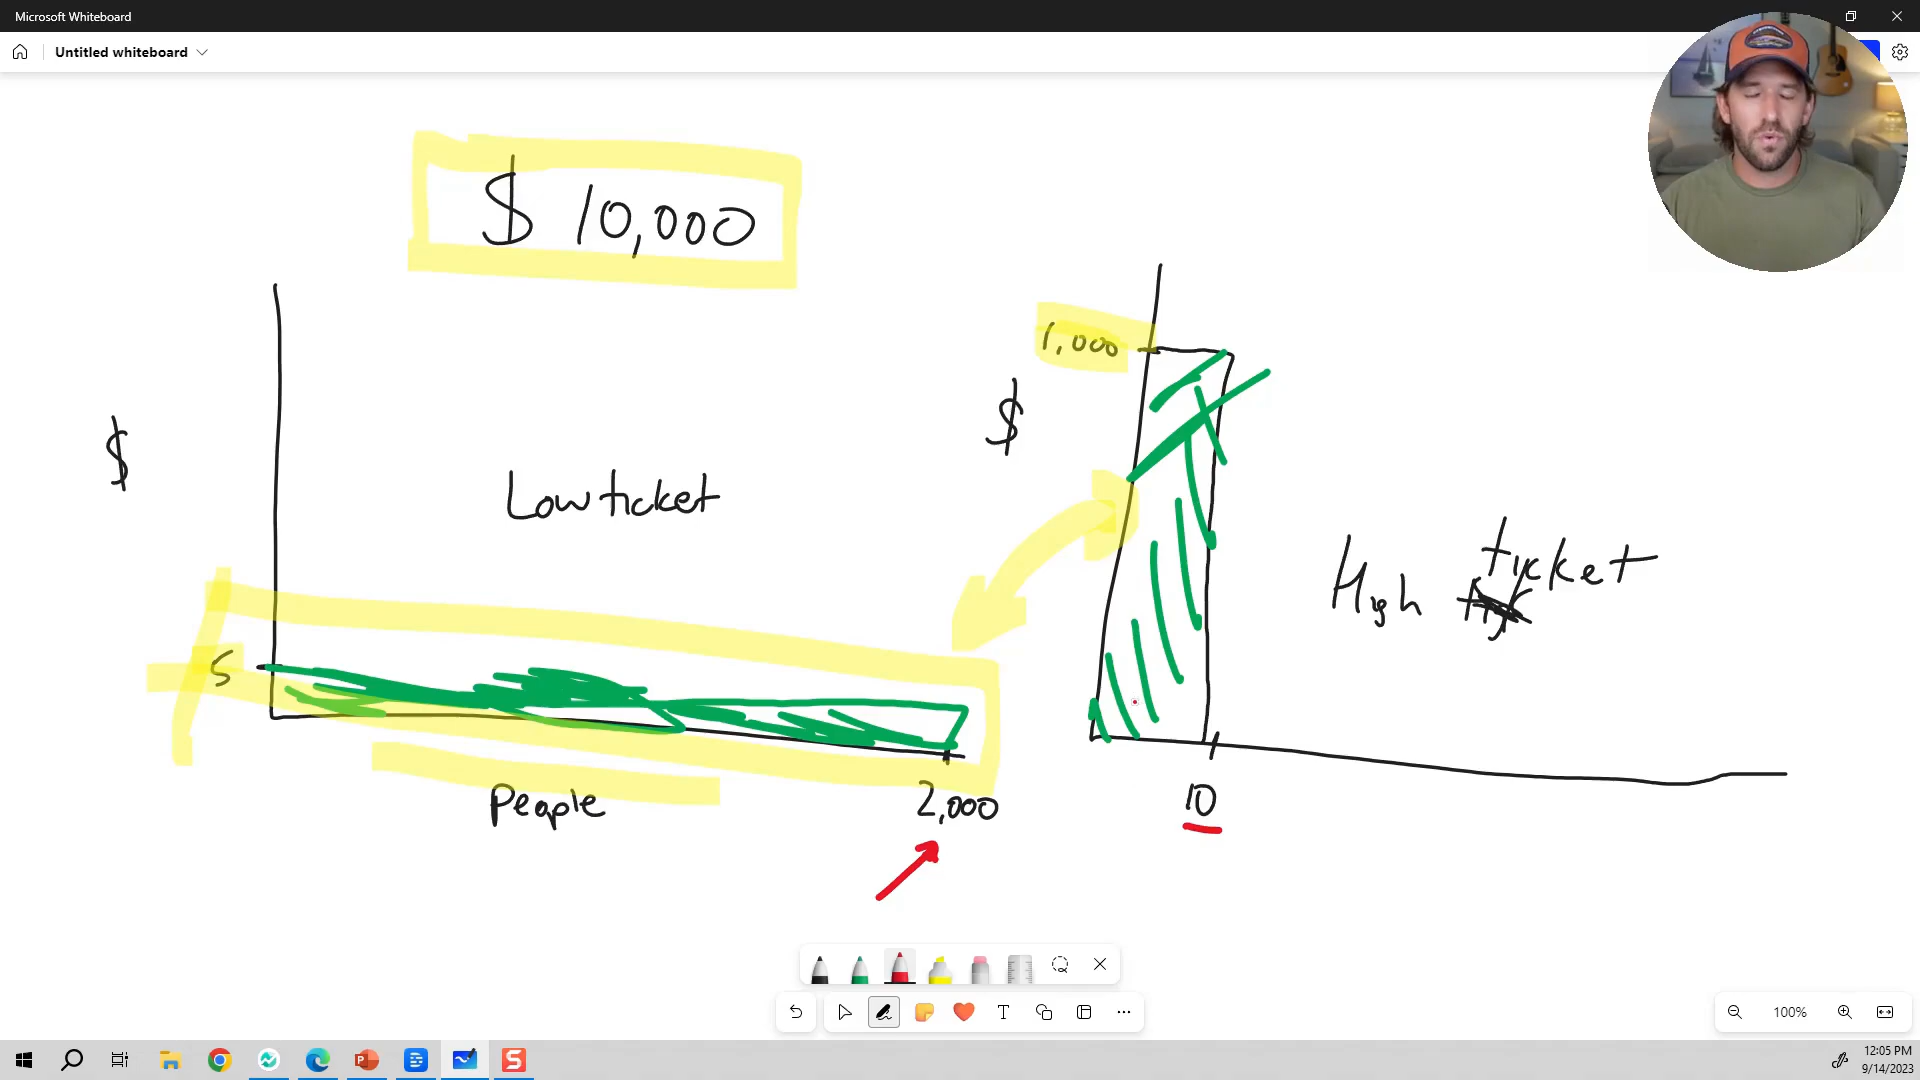 Microsoft Whiteboard
Untitled whiteboard
$ 10,000
1,000
$
$
Low ticket
High ticket
5
People
2,000
10
T
100%
S
12:05 PM
9/14/2023